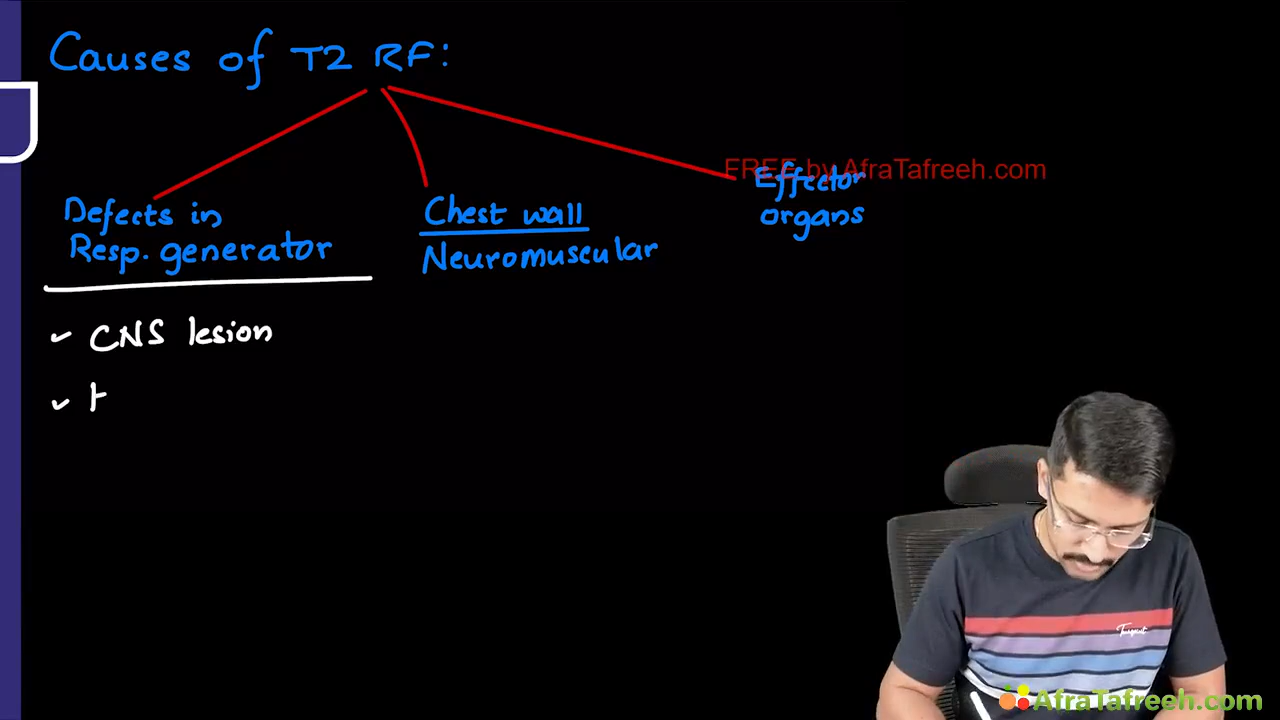 Causes of T2 RF:
FREE by AfraTafreeh.com
Effector
organs
Defects in
Resp. generator
Chest wall
Neuromuscular
✓ CNS lesion
✓
AfraTafreeh.com